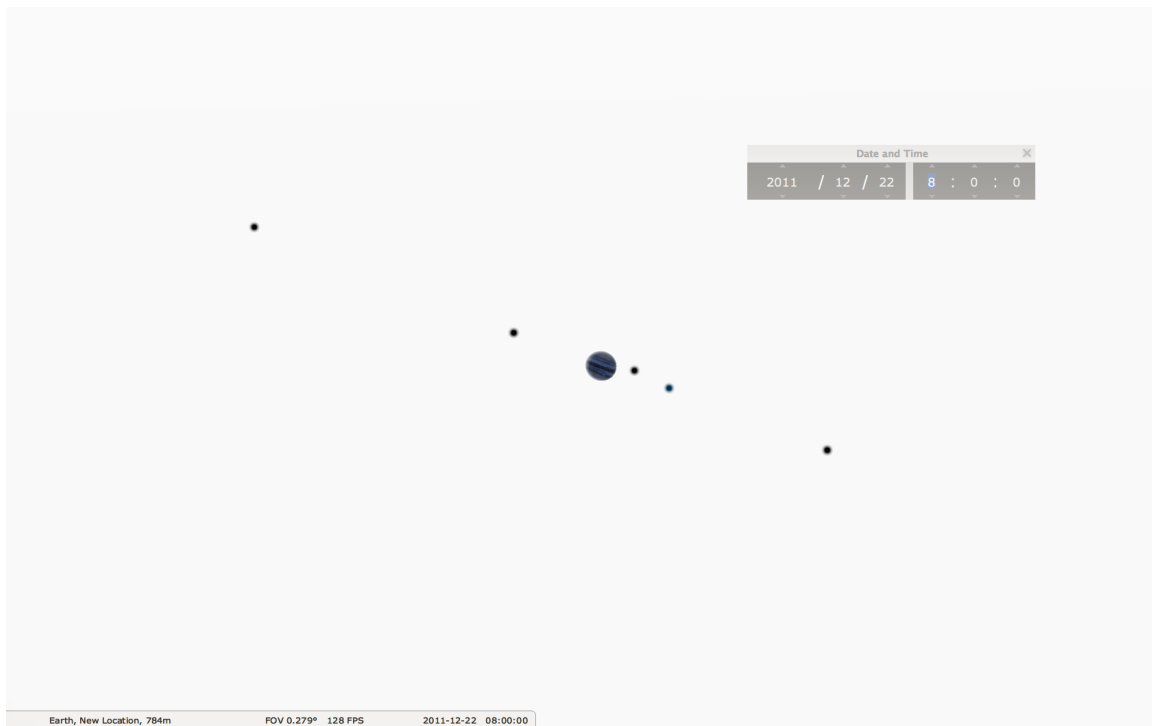 Date and Time
2011 / 12 / 22 8 : 0 : 0
Earth, New Location, 784m FOV 0.279° 128 FPS 2011-12-22 08:00:00